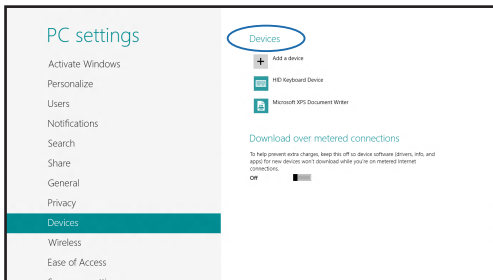 PC settings
Activate Windows
Personalize
Users
Notifications
Search
Share
General
Privacy
Devices
Wireless
Ease of Access
Devices
Add a device
HID Keyboard Device
Microsoft XPS Document Writer
Download over metered connections
To help prevent extra charges, keep this off so device software (drivers, info, and
apps) for new devices won't download while you're on metered internet
connections.
Off